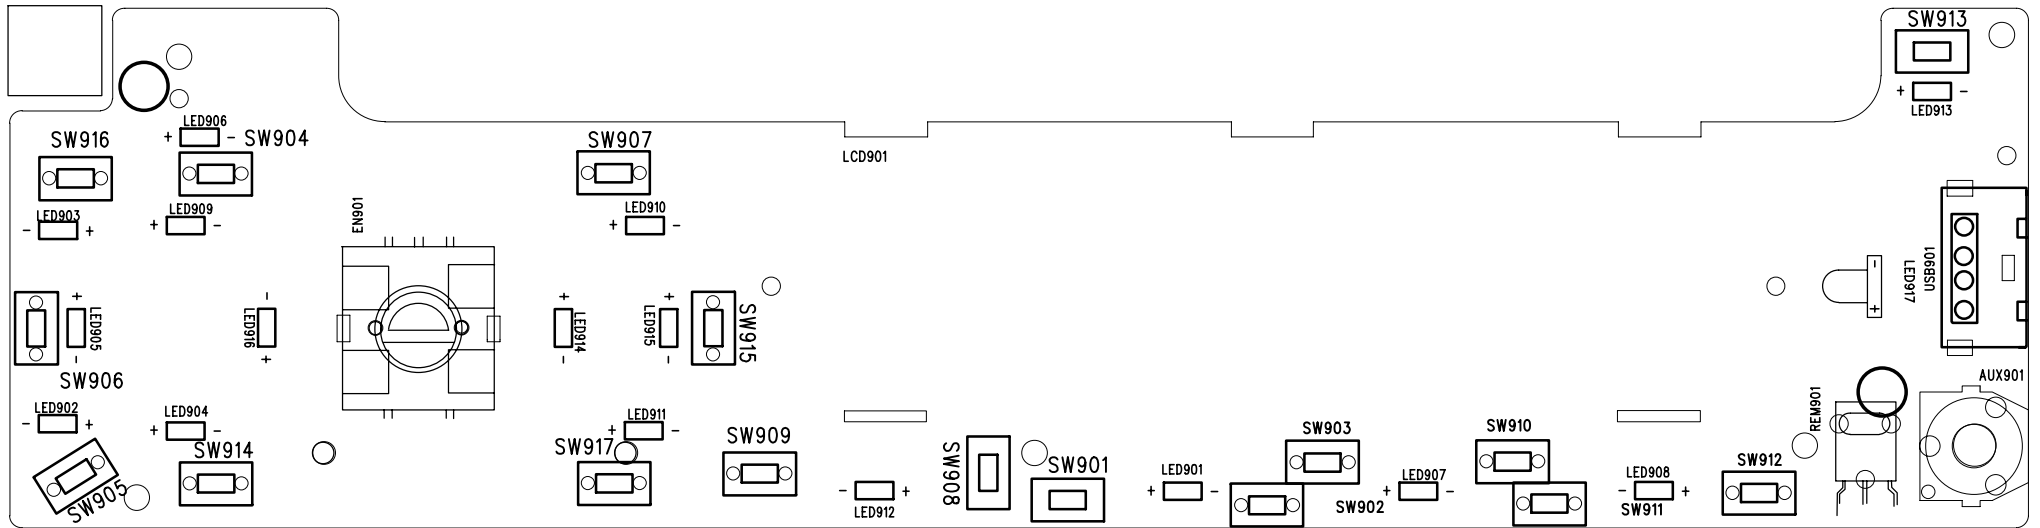 SW913
LED913
+ -
LED906
+ -
SW916
SW904
SW907
LCD901
LED903
- +
LED909
+ -
EN901
LED910
+ -
USB901
LED917
-
+
+
LED905
-
SW906
-
LED916
+
+
LED914
-
+
LED915
-
SW915
AUX901
REM901
LED902
- +
LED904
+ -
LED911
+ -
SW914
SW917
SW909
SW908
SW901
SW903
SW910
SW905
LED912
- +
LED901
+ -
SW902
LED907
+ -
LED908
- +
SW911
SW912